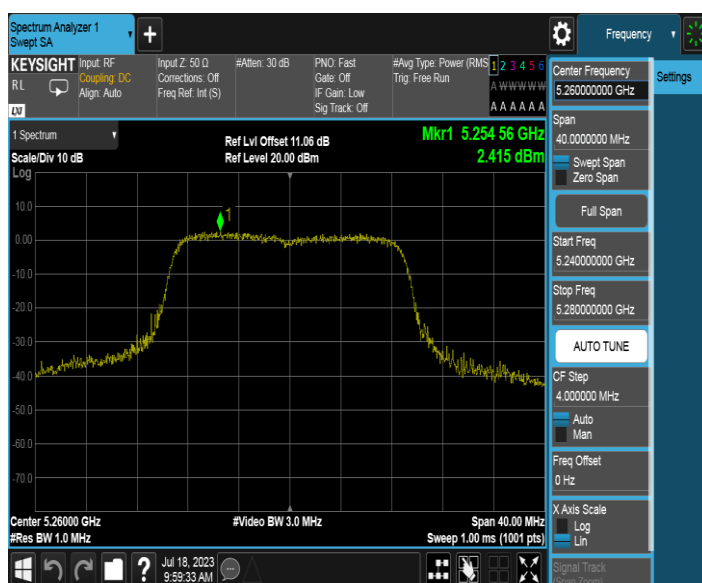 Spectrum Analyzer 1
Swept SA
Frequency
KEYSIGHT
RL
LXI
Input: RF
Coupling: DC
Align: Auto
Input Z: 50 Ω
Corrections: Off
Freq Ref: Int (S)
#Atten: 30 dB
PNO: Fast
Gate: Off
IF Gain: Low
Sig Track: Off
#Avg Type: Power (RMS
Trig: Free Run
1 2 3 4 5 6
A W W W W W
A A A A A A
1 Spectrum
Scale/Div 10 dB
Ref Lvl Offset 11.06 dB
Ref Level 20.00 dBm
Mkr1 5.254 56 GHz
2.415 dBm
Log
10.0
0.00
-10.0
-20.0
-30.0
-40.0
-50.0
-60.0
-70.0
1
Center 5.26000 GHz
#Res BW 1.0 MHz
#Video BW 3.0 MHz
Span 40.00 MHz
Sweep 1.00 ms (1001 pts)
?
Jul 18, 2023
9:59:33 AM
Center Frequency
5.260000000 GHz
Settings
Span
40.0000000 MHz
Swept Span
Zero Span
Full Span
Start Freq
5.240000000 GHz
Stop Freq
5.280000000 GHz
AUTO TUNE
CF Step
4.000000 MHz
Auto
Man
Freq Offset
0 Hz
X Axis Scale
Log
Lin
Signal Track
(Span Zoom)